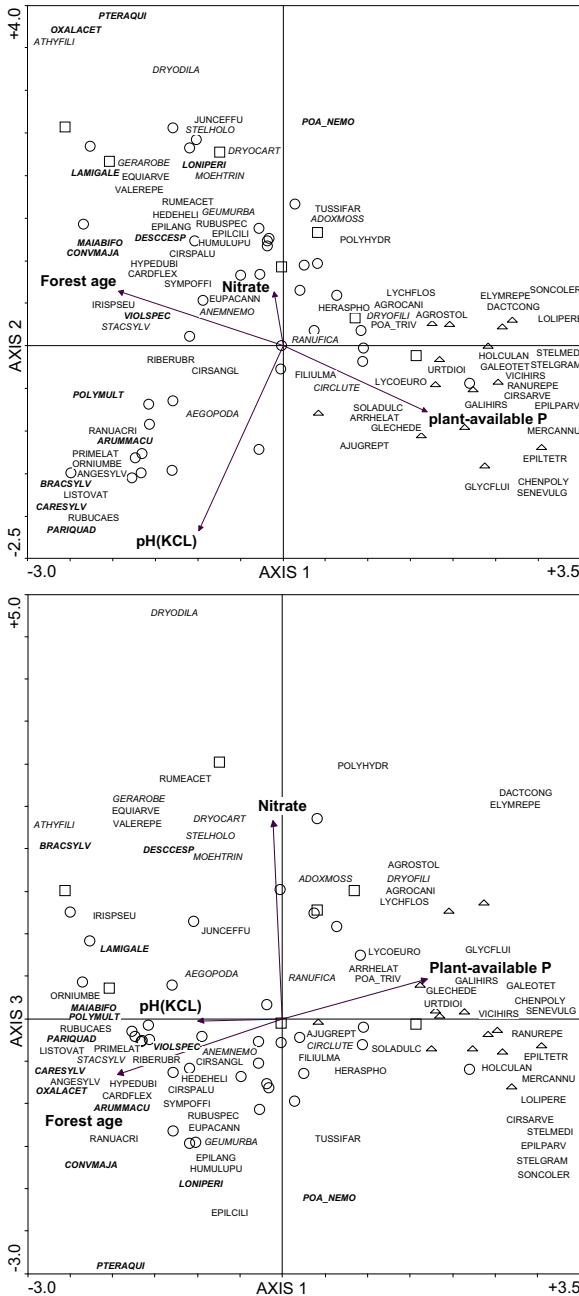 +4.0
PTERAQUI
OXALACET
ATHYFILI
DRYODILA
JUNCEFFU
STELHOLO
POA_NEMO
DRYOCART
GERAROBE
LONIPERI
LAMIGALE
EQUIARVE
MOEHTRIN
VALEREPE
RUMEACET
HEDEHELI
GEUMURBA
TUSSIFAR
ADOXMOSS
EPILANG
RUBUSPEC
DESCCESP
EPILCILI
MAIABIFO
HUMULUPU
POLYHYDR
CONVMAJA
CIRSPALU
HYPEDUBI
CARDFLEX
Forest age
SYMPOFFI
Nitrate
LYCHFLOS
SONCOLER
ELYMREPE
IRISPSEU
EUPACANN
HERASPHO
AGROCANI
DACTCONG
VIOLSPEC
ANEMNEMO
DRYOFILI
AGROSTOL
LOLIPERE
STACSYLV
POA_TRIV
RANUFICA
AXIS 2
RIBERUBR
HOLCULAN
STELMEDI
CIRSANGL
FILIULMA
LYCOEURO
URTDIOI
GALEOTET
STELGRAM
VICIHIRS
CIRCLUTE
RANUREPE
POLYMULT
CIRSARVE
AEGOPODA
SOLADULC
GALIHIRS
EPILPARV
ARRHELAT
plant-available P
RANUACRI
GLECHEDE
MERCANNU
ARUMMACU
AJUGREPT
PRIMELAT
EPILTETR
ORNIUMBE
ANGESYLV
BRACSYLV
GLYCFLUI
CHENPOLY
LISTOVAT
SENEVULG
CARESYLV
RUBUCAES
PARIQUAD
pH(KCL)
-2.5
-3.0
AXIS 1
+3.5
+5.0
DRYODILA
POLYHYDR
RUMEACET
GERAROBE
DACTCONG
EQUIARVE
Nitrate
ELYMREPE
ATHYFILI
VALEREPE
DRYOCART
STELHOLO
BRACSYLV
DESCCESP
MOEHTRIN
AGROSTOL
ADOXMOSS
DRYOFILI
AGROCANI
LYCHFLOS
IRISPSEU
JUNCEFFU
LAMIGALE
LYCOEURO
GLYCFLUI
AEGOPODA
ARRHELAT
Plant-available P
RANUFICA
POA_TRIV
GALIHIRS
ORNIUMBE
GLECHEDE
GALEOTET
MAIABIFO
pH(KCL)
URTDIOI
CHENPOLY
POLYMULT
VICIHIRS
SENEVULG
AXIS 3
RUBUCAES
AJUGREPT
RANUREPE
PARIQUAD
VIOLSPEC
CIRCLUTE
LISTOVAT
PRIMELAT
ANEMNEMO
SOLADULC
EPILTETR
STACSYLV
RIBERUBR
CIRSANGL
FILIULMA
HOLCULAN
CARESYLV
HERASPHO
ANGESYLV
HYPEDUBI
HEDEHELI
MERCANNU
OXALACET
CARDFLEX
CIRSPALU
LOLIPERE
ARUMMACU
SYMPOFFI
Forest age
RUBUSPEC
CIRSARVE
EUPACANN
STELMEDI
RANUACRI
GEUMURBA
TUSSIFAR
EPILPARV
EPILANG
STELGRAM
CONVMAJA
HUMULUPU
SONCOLER
LONIPERI
POA_NEMO
EPILCILI
PTERAQUI
-3.0
-3.0
AXIS 1
+3.5